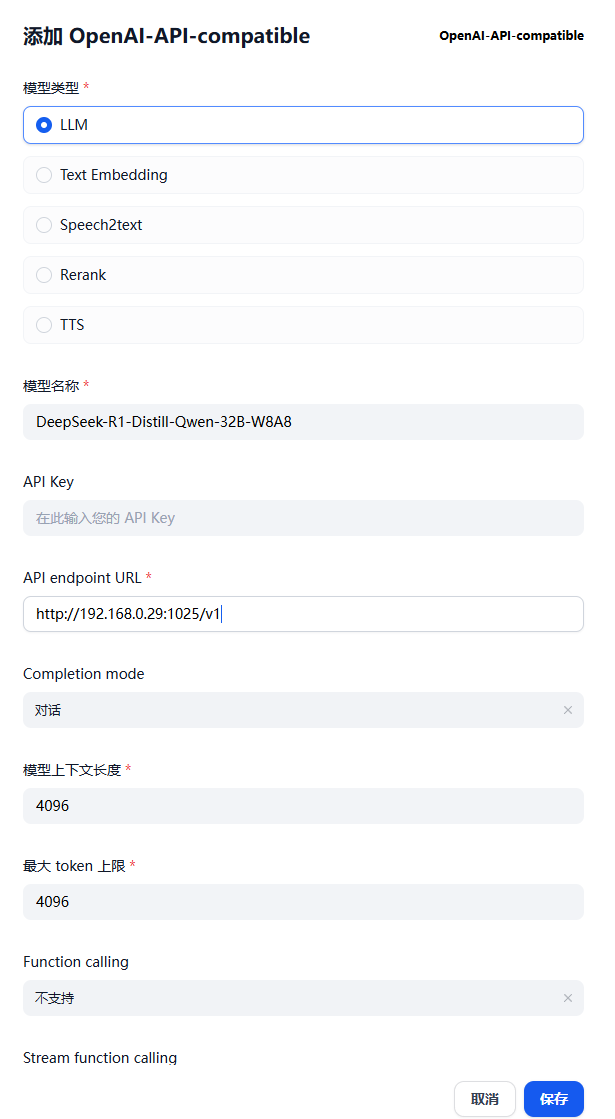 添加 OpenAI-API-compatible
OpenAI-API-compatible
模型类型 *
LLM
Text Embedding
Speech2text
Rerank
TTS
模型名称 *
DeepSeek-R1-Distill-Qwen-32B-W8A8
API Key
在此输入您的 API Key
API endpoint URL *
http://192.168.0.29:1025/v1
Completion mode
对话
模型上下文长度 *
4096
最大 token 上限 *
4096
Function calling
不支持
Stream function calling
取消
保存